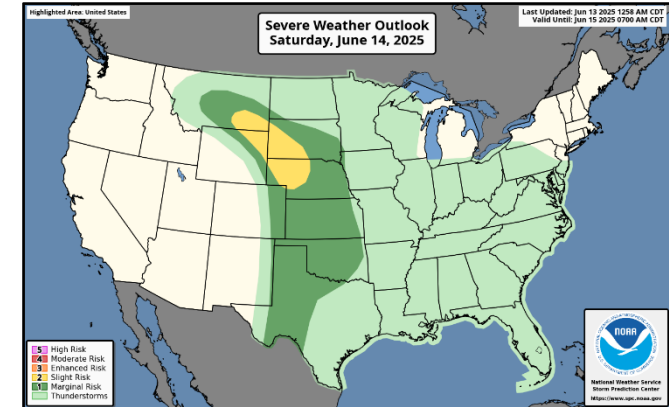 Highlighted Area: United States
Severe Weather Outlook
Saturday, June 14, 2025
Last Updated: Jun 13 2025 1258 AM CDT
Valid Until: Jun 15 2025 0700 AM CDT
5 High Risk
4 Moderate Risk
3 Enhanced Risk
2 Slight Risk
1 Marginal Risk
Thunderstorms
NOAA
National Weather Service
Storm Prediction Center
https://www.spc.noaa.gov